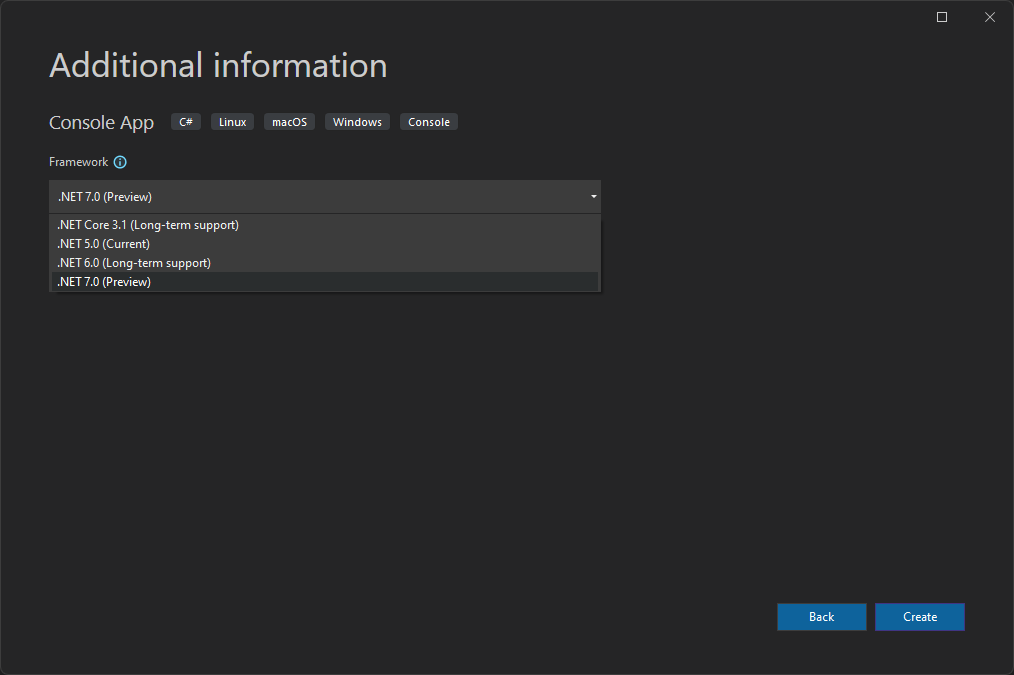 Additional information
Console App C# Linux macOS Windows Console
Framework
.NET 7.0 (Preview)
.NET Core 3.1 (Long-term support)
.NET 5.0 (Current)
.NET 6.0 (Long-term support)
.NET 7.0 (Preview)
Back Create